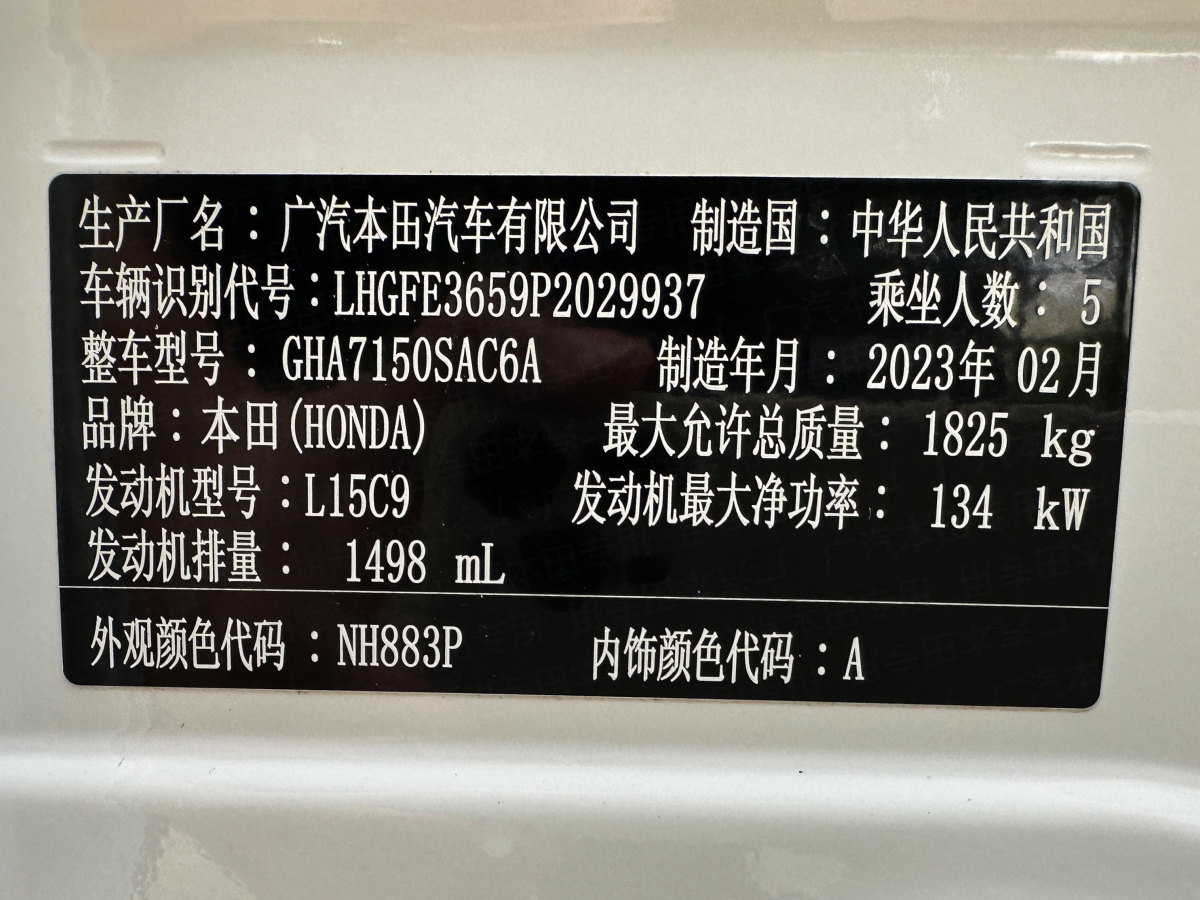 生产厂名：广汽本田汽车有限公司 制造国：中华人民共和国
车辆识别代号：LHGFE3659P2029937 乘坐人数：5
整车型号：GHA7150SAC6A 制造年月：2023年 02月
品牌：本田(HONDA) 最大允许总质量：1825 kg
发动机型号：L15C9 发动机最大净功率：134 kW
发动机排量：1498 mL
外观颜色代码：NH883P 内饰颜色代码：A